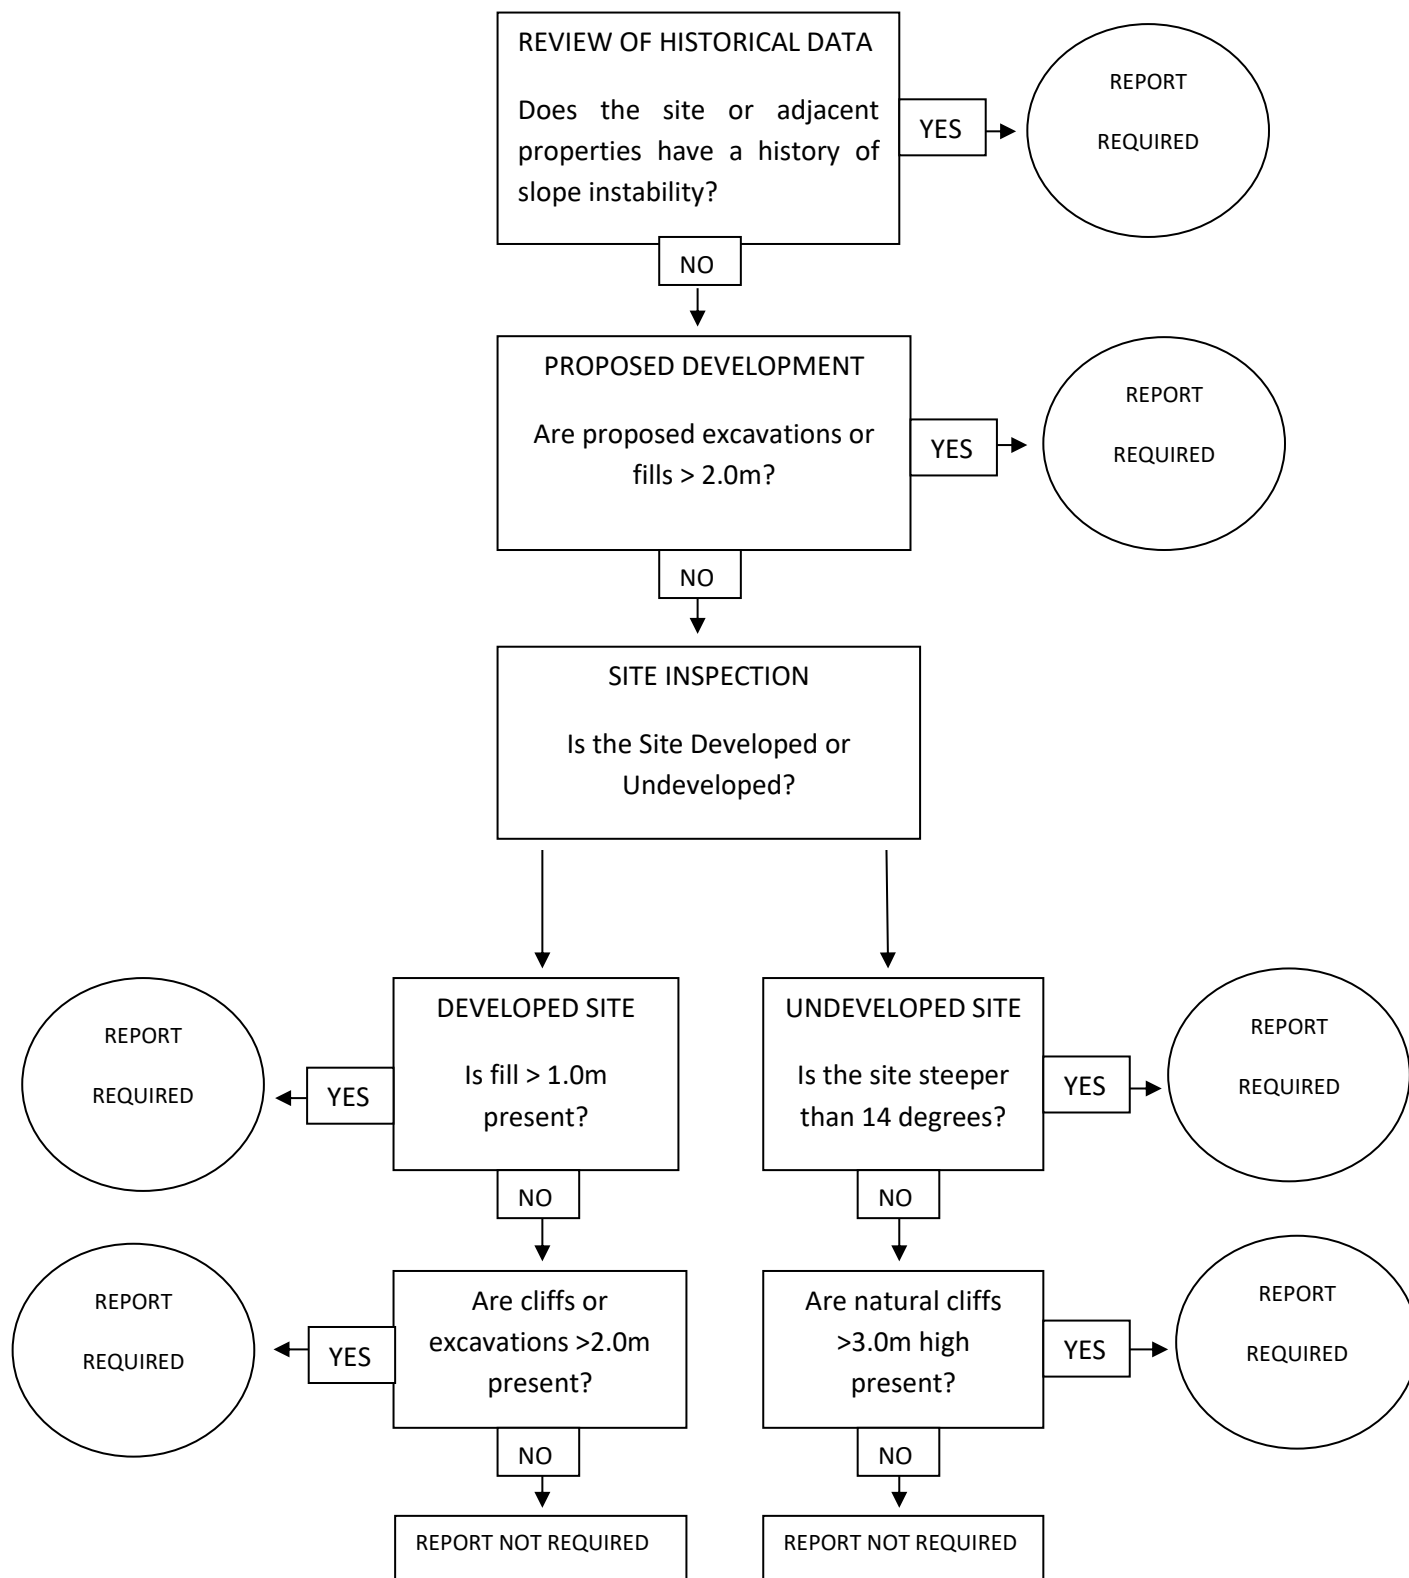 REVIEW OF HISTORICAL DATA
Does the site or adjacent
properties have a history of
slope instability?
YES
REPORT
REQUIRED
NO
PROPOSED DEVELOPMENT
Are proposed excavations or
fills > 2.0m?
YES
REPORT
REQUIRED
NO
SITE INSPECTION
Is the Site Developed or
Undeveloped?
DEVELOPED SITE
Is fill > 1.0m
present?
YES
REPORT
REQUIRED
NO
Are cliffs or
excavations >2.0m
present?
YES
REPORT
REQUIRED
NO
REPORT NOT REQUIRED
UNDEVELOPED SITE
Is the site steeper
than 14 degrees?
YES
REPORT
REQUIRED
NO
Are natural cliffs
>3.0m high
present?
YES
REPORT
REQUIRED
NO
REPORT NOT REQUIRED